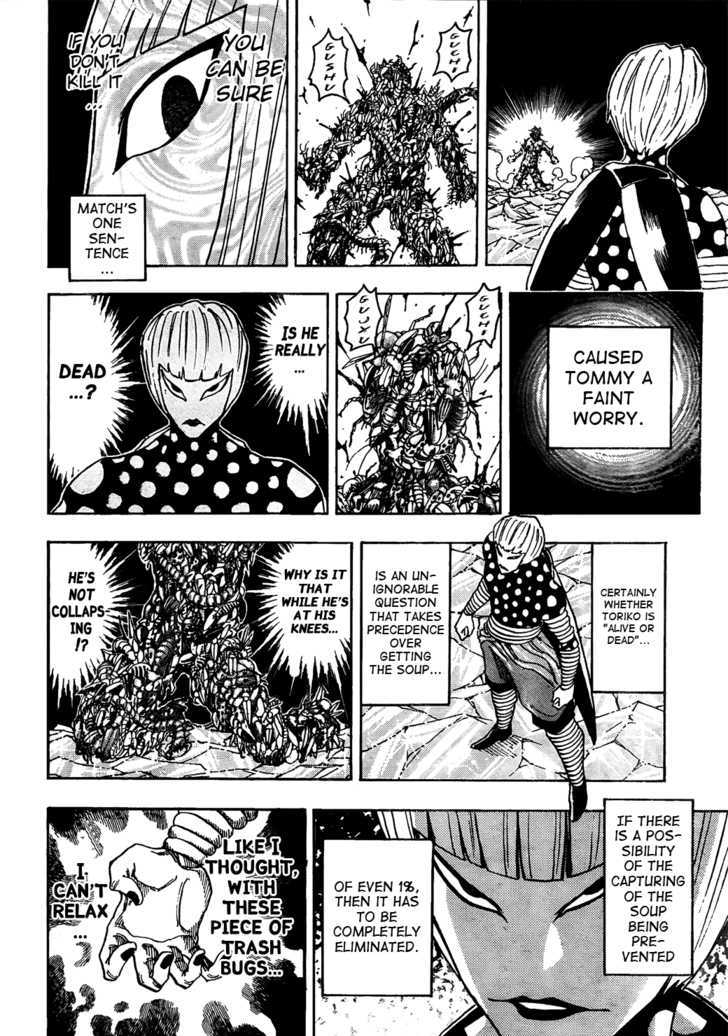 YOU
CAN BE
SURE
IF YOU
DON'T
KILL IT
...
MATCH'S
ONE
SEN-
TENCE
...
GUCHI
GUSHU
CAUSED
TOMMY A
FAINT
WORRY.
GUCHI
GUJYU
IS HE
REALLY
...
DEAD
...?
CERTAINLY
WHETHER
TORIKO IS
"ALIVE OR
DEAD"...
IS AN UN-
IGNORABLE
QUESTION
THAT TAKES
PRECEDENCE
OVER
GETTING
THE SOUP...
WHY IS IT
THAT
WHILE HE'S
AT HIS
KNEES...
HE'S
NOT
COLLAPS-
ING
!?
IF THERE
IS A POS-
SIBILITY
OF THE
CAPTURING
OF THE
SOUP
BEING
PRE-
VENTED
OF EVEN 1%,
THEN IT HAS
TO BE
COMPLETELY
ELIMINATED.
LIKE I
THOUGHT,
WITH
THESE
PIECE OF
TRASH
BUGS...
I
CAN'T
RELAX
...